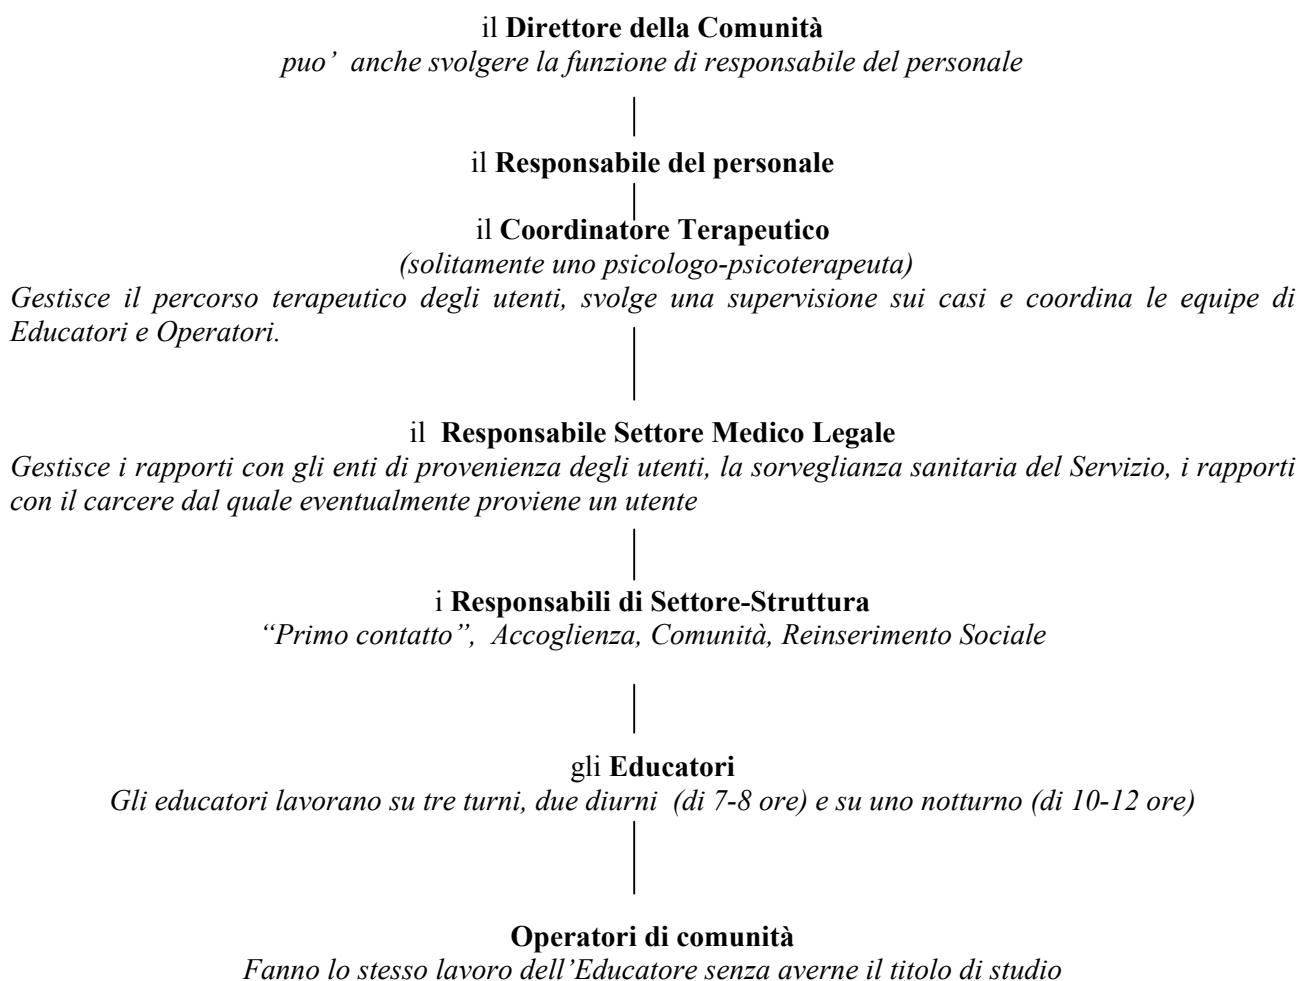 il Direttore della Comunità
puo’ anche svolgere la funzione di responsabile del personale
il Responsabile del personale
il Coordinatore Terapeutico
(solitamente uno psicologo-psicoterapeuta)
Gestisce il percorso terapeutico degli utenti, svolge una supervisione sui casi e coordina le equipe di
Educatori e Operatori.
il Responsabile Settore Medico Legale
Gestisce i rapporti con gli enti di provenienza degli utenti, la sorveglianza sanitaria del Servizio, i rapporti
con il carcere dal quale eventualmente proviene un utente
i Responsabili di Settore-Struttura
“Primo contatto”, Accoglienza, Comunità, Reinserimento Sociale
gli Educatori
Gli educatori lavorano su tre turni, due diurni (di 7-8 ore) e su uno notturno (di 10-12 ore)
Operatori di comunità
Fanno lo stesso lavoro dell’Educatore senza averne il titolo di studio